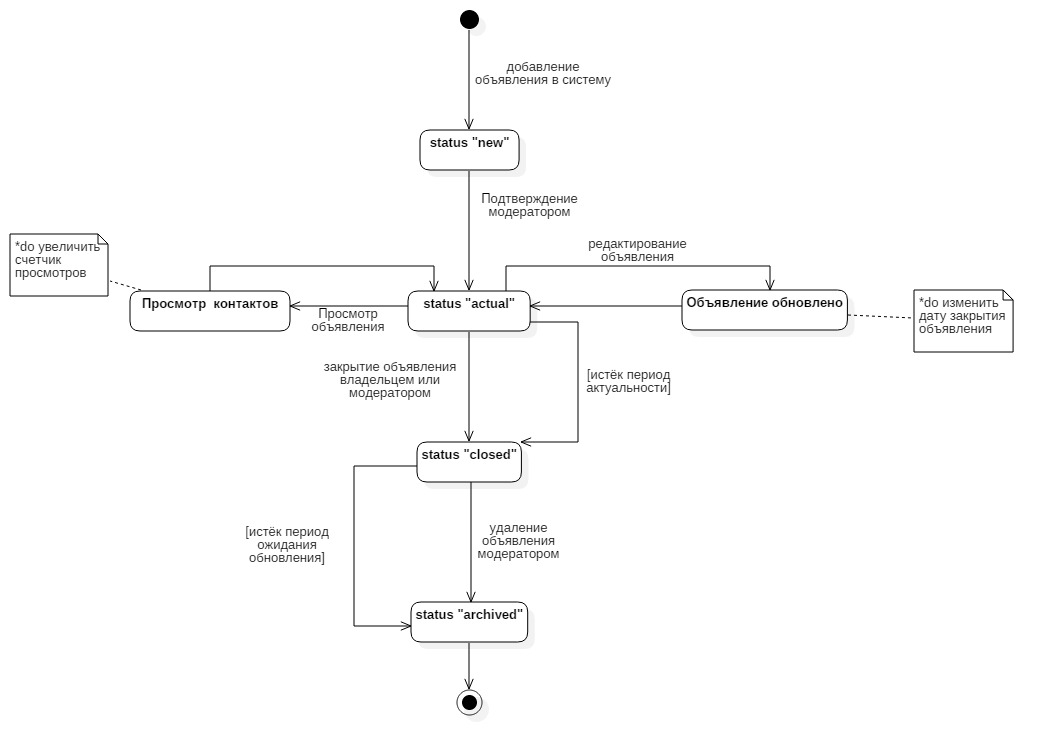 добавление
объявления в систему
status "new"
Подтверждение
модератором
*do увеличить
счетчик
просмотров
редактирование
объявления
Просмотр  контактов
status "actual"
Объявление обновлено
*do изменить
дату закрытия
объявления
Просмотр
объявления
закрытие объявления
владельцем или
модератором
[истёк период
актуальности]
status "closed"
[истёк период
ожидания
обновления]
удаление
объявления
модератором
status "archived"